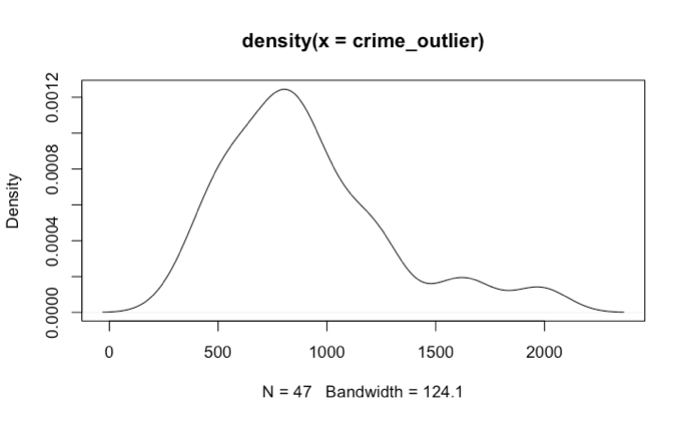 density(x = crime_outlier)
Density
0.0012
0.0008
0.0004
0.0000
0 500 1000 1500 2000
N = 47 Bandwidth = 124.1